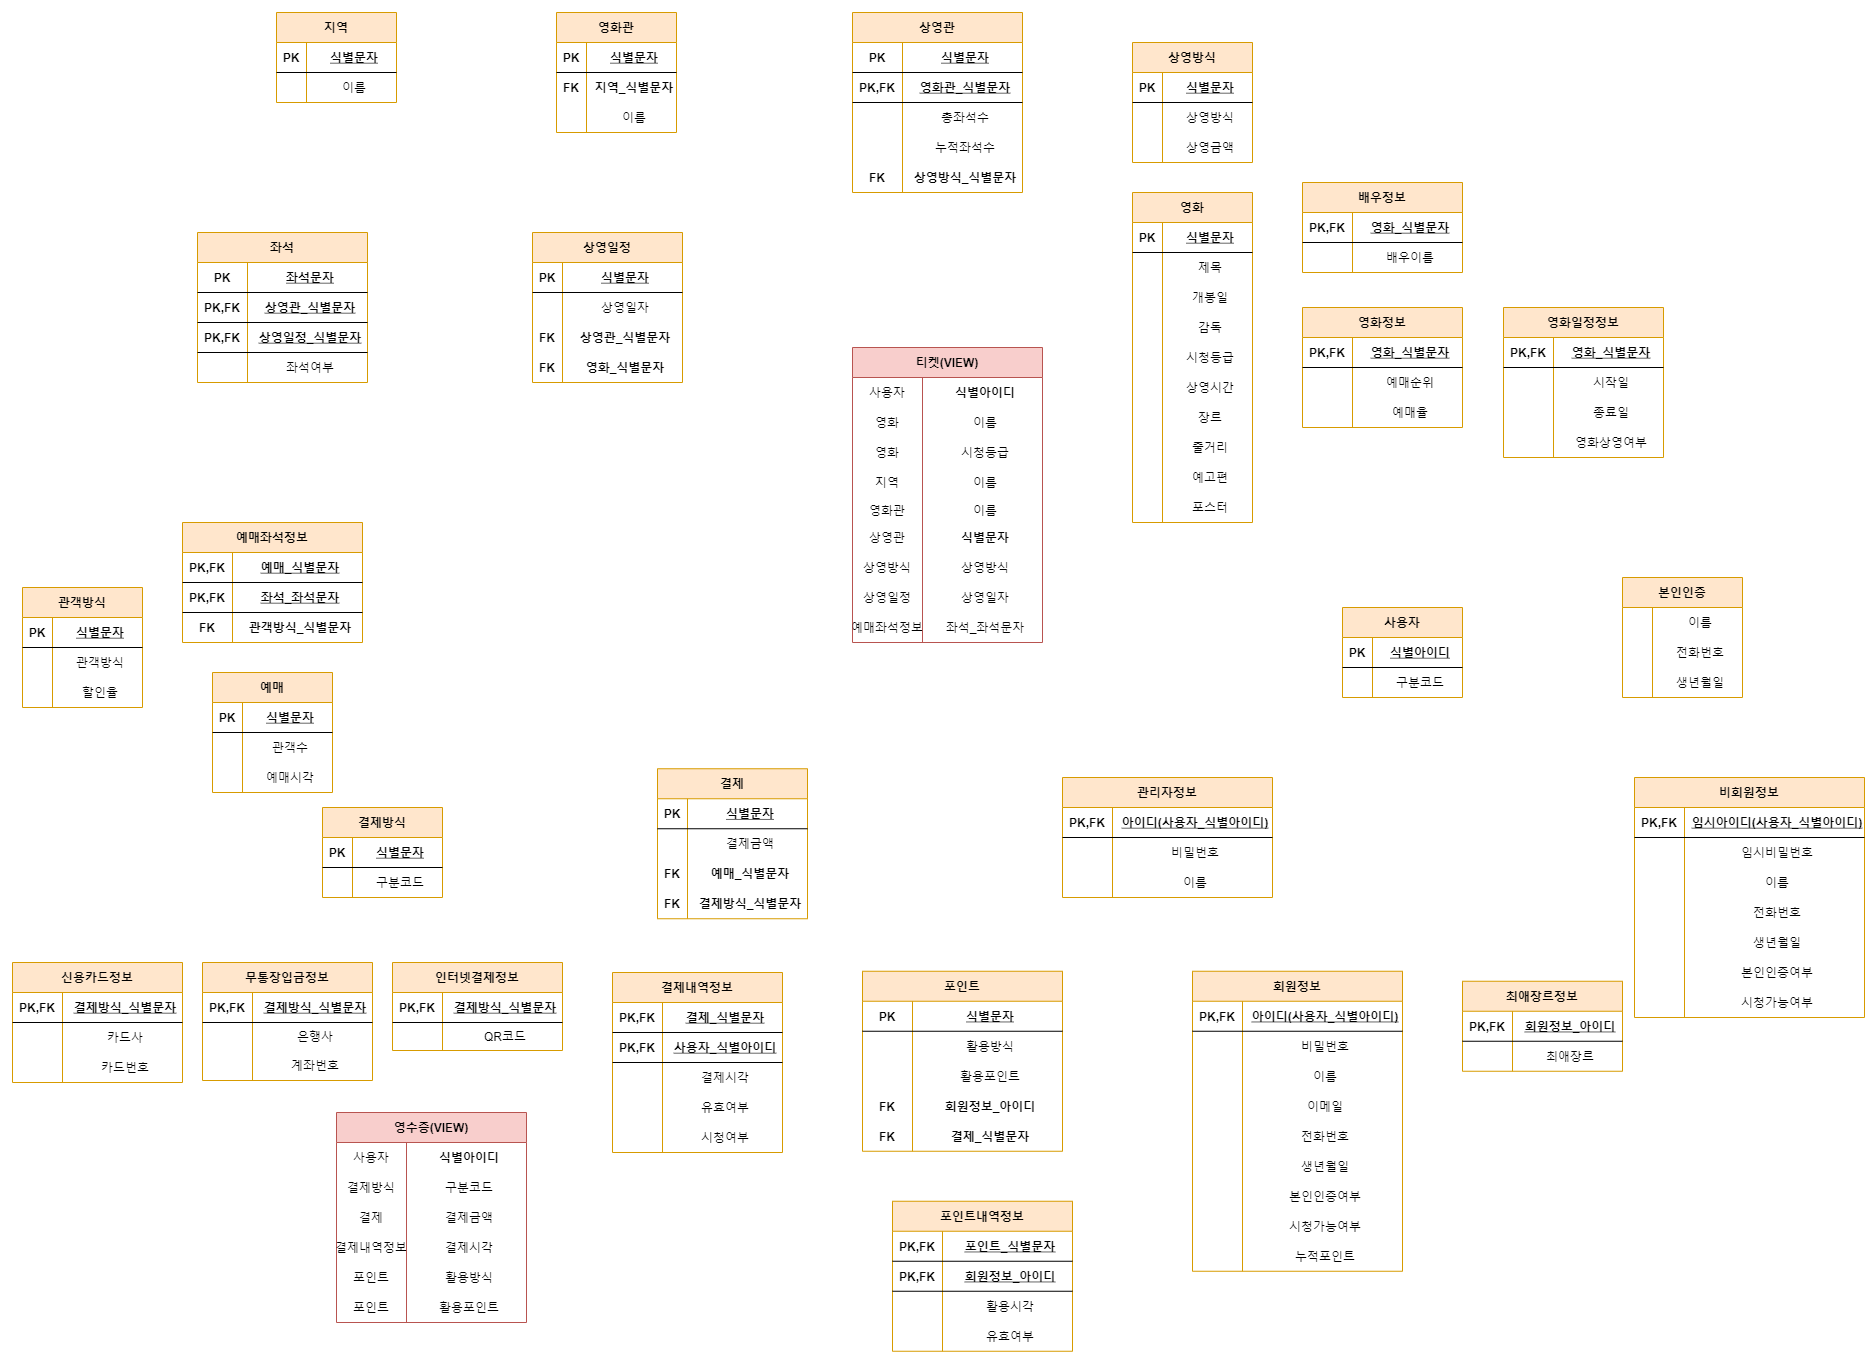 지역
PK 식별문자
이름
영화관
PK 식별문자
FK 지역_식별문자
이름
상영관
PK 식별문자
PK,FK 영화관_식별문자
총좌석수
누적좌석수
FK 상영방식_식별문자
상영방식
PK 식별문자
상영방식
상영금액
좌석
PK 좌석문자
PK,FK 상영관_식별문자
PK,FK 상영일정_식별문자
좌석여부
상영일정
PK 식별문자
상영일자
FK 상영관_식별문자
FK 영화_식별문자
티켓(VIEW)
사용자 식별아이디
영화 이름
영화 시청등급
지역 이름
영화관 이름
상영관 식별문자
상영방식 상영방식
상영일정 상영일자
예매좌석정보 좌석_좌석문자
영화
PK 식별문자
제목
개봉일
감독
시청등급
상영시간
장르
줄거리
예고편
포스터
배우정보
PK,FK 영화_식별문자
배우이름
영화정보
PK,FK 영화_식별문자
예매순위
예매율
영화일정정보
PK,FK 영화_식별문자
시작일
종료일
영화상영여부
관객방식
PK 식별문자
관객방식
할인율
예매좌석정보
PK,FK 예매_식별문자
PK,FK 좌석_좌석문자
FK 관객방식_식별문자
예매
PK 식별문자
관객수
예매시각
결제방식
PK 식별문자
구분코드
결제
PK 식별문자
결제금액
FK 예매_식별문자
FK 결제방식_식별문자
사용자
PK 식별아이디
구분코드
본인인증
이름
전화번호
생년월일
관리자정보
PK,FK 아이디(사용자_식별아이디)
비밀번호
이름
비회원정보
PK,FK 임시아이디(사용자_식별아이디)
임시비밀번호
이름
전화번호
생년월일
본인인증여부
시청가능여부
신용카드정보
PK,FK 결제방식_식별문자
카드사
카드번호
무통장입금정보
PK,FK 결제방식_식별문자
은행사
계좌번호
인터넷결제정보
PK,FK 결제방식_식별문자
QR코드
결제내역정보
PK,FK 결제_식별문자
PK,FK 사용자_식별아이디
결제시각
유효여부
시청여부
포인트
PK 식별문자
활용방식
활용포인트
FK 회원정보_아이디
FK 결제_식별문자
회원정보
PK,FK 아이디(사용자_식별아이디)
비밀번호
이름
이메일
전화번호
생년월일
본인인증여부
시청가능여부
누적포인트
최애장르정보
PK,FK 회원정보_아이디
최애장르
영수증(VIEW)
사용자 식별아이디
결제방식 구분코드
결제 결제금액
결제내역정보 결제시각
포인트 활용방식
포인트 활용포인트
포인트내역정보
PK,FK 포인트_식별문자
PK,FK 회원정보_아이디
활용시각
유효여부